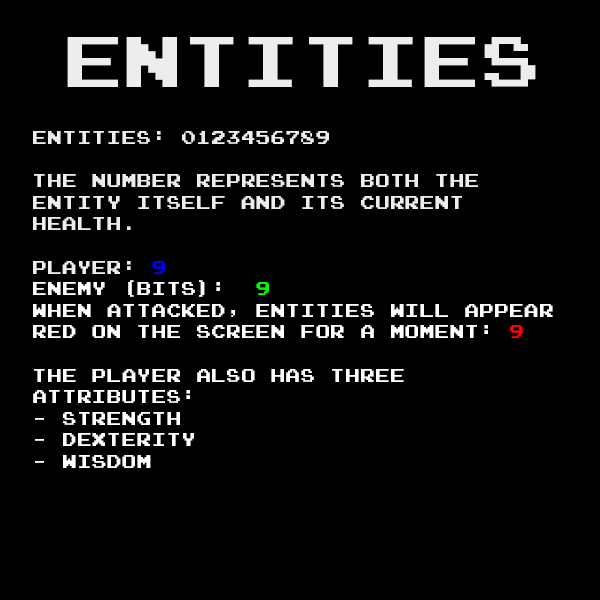 ENTITIES
ENTITIES: 0123456789
THE NUMBER REPRESENTS BOTH THE
ENTITY ITSELF AND ITS CURRENT
HEALTH.
PLAYER: 9
ENEMY (BITS):  9
WHEN ATTACKED, ENTITIES WILL APPEAR
RED ON THE SCREEN FOR A MOMENT: 9
THE PLAYER ALSO HAS THREE
ATTRIBUTES:
- STRENGTH
- DEXTERITY
- WISDOM